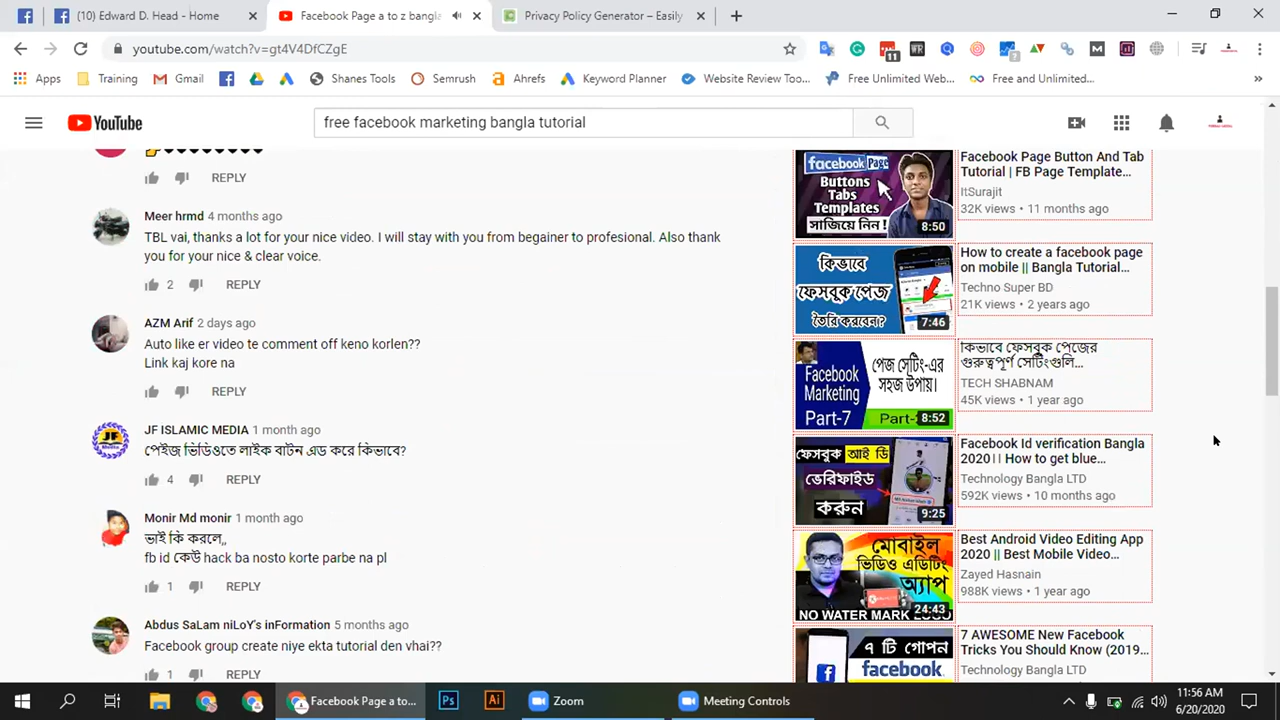 (10) Edward D. Head - Home
Facebook Page a to z bangla
Privacy Policy Generator – Easily
youtube.com/watch?v=gt4V4DfCZgE
11
Apps
Training
Gmail
Shanes Tools
Semrush
Ahrefs
Keyword Planner
Website Review Too...
Free Unlimited Web...
Free and Unlimited...
YouTube
free facebook marketing bangla tutorial
REPLY
Meer hrmd 4 months ago
thanks a lot for your nice video. I will stay with you from begainer to profesional. Also thank
you for your nice & clear voice.
2 REPLY
AZM Arif 2 days ago
Auto like er video te comment off keno korlen??
Link kaj kore na
REPLY
JF ISLAMIC MEDIA 1 month ago
পেইজ ভিডিওতে লাইক বাটন এড করে কিভাবে?
4 REPLY
Monir Md monir 1 month ago
ভাই কি করলে,
fb id কেউ hack ba nosto korte parbe na pl
1 REPLY
Abdus SaLam niLoY's inFormation 5 months ago
Facebook group create niye ekta tutorial den vhai??
REPLY
facebook Page
Buttons
Tabs
Templates
সাজিয়ে নিন!
8:50
Facebook Page Button And Tab
Tutorial | FB Page Template...
ItSurajit
32K views • 11 months ago
কিভাবে
ফেসবুক পেজ
তৈরি করবেন?
7:46
How to create a facebook page
on mobile || Bangla Tutorial...
Techno Super BD
21K views • 2 years ago
Facebook
Marketing
Part-7
পেজ সেটিং-এর
সহজ উপায়।
8:52
কিভাবে ফেসবুক পেজের
গুরুত্বপূর্ণ সেটিংগুলি...
TECH SHABNAM
45K views • 1 year ago
ফেসবুক আই ডি
ভেরিফাইড
করুন
9:25
Facebook Id verification Bangla
2020 || How to get blue...
Technology Bangla LTD
592K views • 10 months ago
মোবাইল
ভিডিও এডিটিং
অ্যাপ
NO WATER MARK LOGO
24:43
Best Android Video Editing App
2020 || Best Mobile Video...
Zayed Hasnain
988K views • 1 year ago
৭ টি গোপন
facebook
7 AWESOME New Facebook
Tricks You Should Know (2019...
Technology Bangla LTD
Facebook Page a to...
Ps
Ai
Zoom
Meeting Controls
11:56 AM
6/20/2020